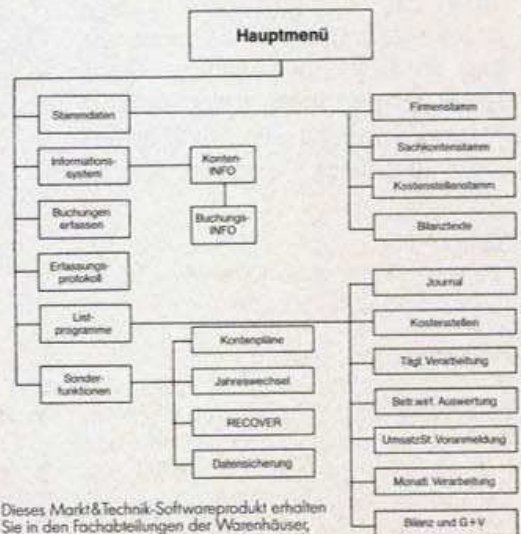 Hauptmenü
Stammdaten
Firmenstamm
Sachkontenstamm
Kostenstellenstamm
Bilanztexte
Informations-
system
Konten-
INFO
Buchungs-
INFO
Buchungen
erfassen
Erfassungs-
protokoll
List-
programme
Journal
Kostenstellen
Tägl. Verarbeitung
Betr.wirt. Auswertung
UmsatzSt. Voranmeldung
Monatl. Verarbeitung
Bilanz und G+V
Sonder-
funktionen
Kontenpläne
Jahreswechsel
RECOVER
Datensicherung
Dieses Markt&Technik-Softwareprodukt erhalten
Sie in den Fachabteilungen der Warenhäuser,